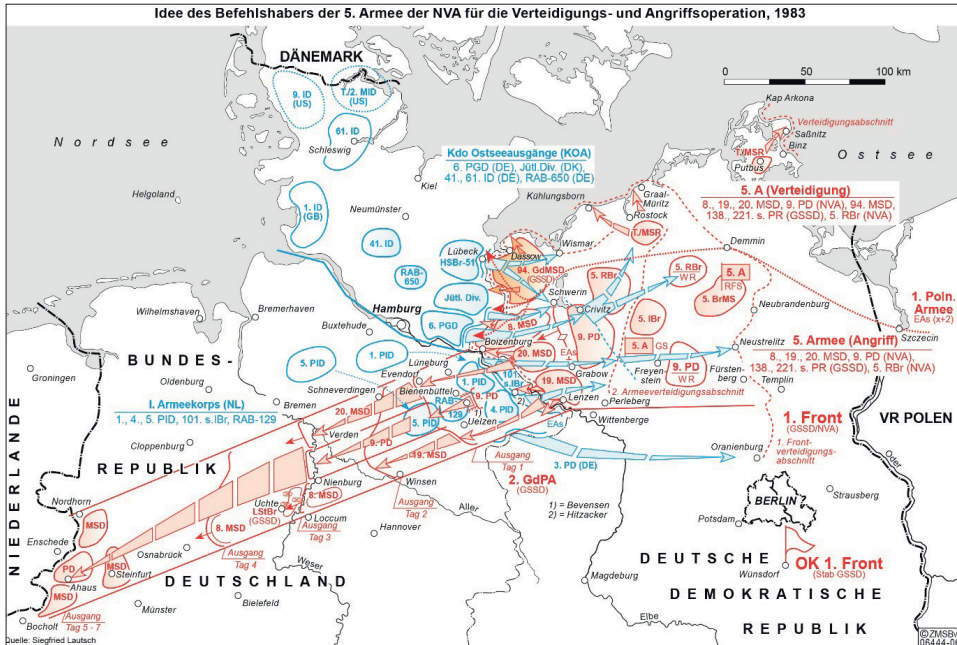 Idee des Befehlshabers der 5. Armee der NVA für die Verteidigungs- und Angriffsoperation, 1983
DÄNEMARK
0 50 100 km
9. ID
(US)
T./2. MID
(US)
Kap Arkona
Verteidigungsabschnitt
Saßnitz
Binz
T./MSR
Putbus
61. ID
Schleswig
Nordsee
Ostsee
Kiel
Helgoland
Kdo Ostseeausgänge (KOA)
6. PGD (DE), Jütl.Div. (DK),
41., 61. ID (DE), RAB-650 (DE)
Kühlungsborn
Graal-
Müritz
Rostock
5. A (Verteidigung)
8., 19., 20. MSD, 9. PD (NVA), 94. MSD,
138., 221. s. PR (GSSD), 5. RBr (NVA)
1. ID
(GB)
Neumünster
41. ID
Lübeck
HSBr-51
Dassow
Wismar
T./MSR
Demmin
RAB-
650
94. GdMSD
(GSSD)
5. RBr
5. RBr
WR
5. A
RFS
5. BrMS
Jütl. Div.
Schwerin
Crivitz
5. IBr
Neubrandenburg
1. Poln.
Armee
EAs (x+2)
Szczecin
Wilhelmshaven
Bremerhaven
Hamburg
6. PGD
8. MSD
Buxtehude
Boizenburg
9. PD
5. A
GS
Neustrelitz
5. Armee (Angriff)
8., 19., 20. MSD, 9. PD (NVA),
138., 221. s. PR (GSSD), 5. RBr (NVA)
20. MSD
EAs
BUNDES-
5. PID
1. PID
Lüneburg
Groningen
Evendorf
101.
s.IBr
Grabow
Freyen-
stein
9. PD
WR
Fürsten-
berg
Templin
Oldenburg
Schneverdingen
Bienenbüttel
1. PID
19. MSD
2. Armeeverteidigungsabschnitt
I. Armeekorps (NL)
1., 4., 5. PID, 101. s.IBr, RAB-129
Bremen
20. MSD
RAB-
129
9. PD
1)
4. PID
2)
Lenzen
Perleberg
Wittenberge
5. PID
Uelzen
EAs
1. Front
(GSSD/NVA)
VR POLEN
Cloppenburg
Verden
9. PD
19. MSD
Ausgang
Tag 1
3. PD (DE)
Oranienburg
1. Front-
verteidigungs-
abschnitt
REPUBLIK
2. GdPA
(GSSD)
Oder
Nienburg
Winsen
Nordhorn
Uchte
LStBr
(GSSD)
8. MSD
Ausgang
Tag 2
Aller
1) = Bevensen
2) = Hitzacker
BERLIN
Strausberg
MSD
Loccum
Enschede
8. MSD
Ausgang
Tag 3
Hannover
Potsdam
Osnabrück
Ausgang
Tag 4
PD
MSD
Steinfurt
Ahaus
Weser
DEUTSCHLAND
Magdeburg
DEUTSCHE
Wünsdorf
OK 1. Front
(Stab GSSD)
MSD
Münster
Bielefeld
DEMOKRATISCHE
Bocholt
Ausgang
Tag 5 - 7
Elbe
REPUBLIK
NIEDERLANDE
Quelle: Siegfried Lautsch
©ZMSBw
06444-06